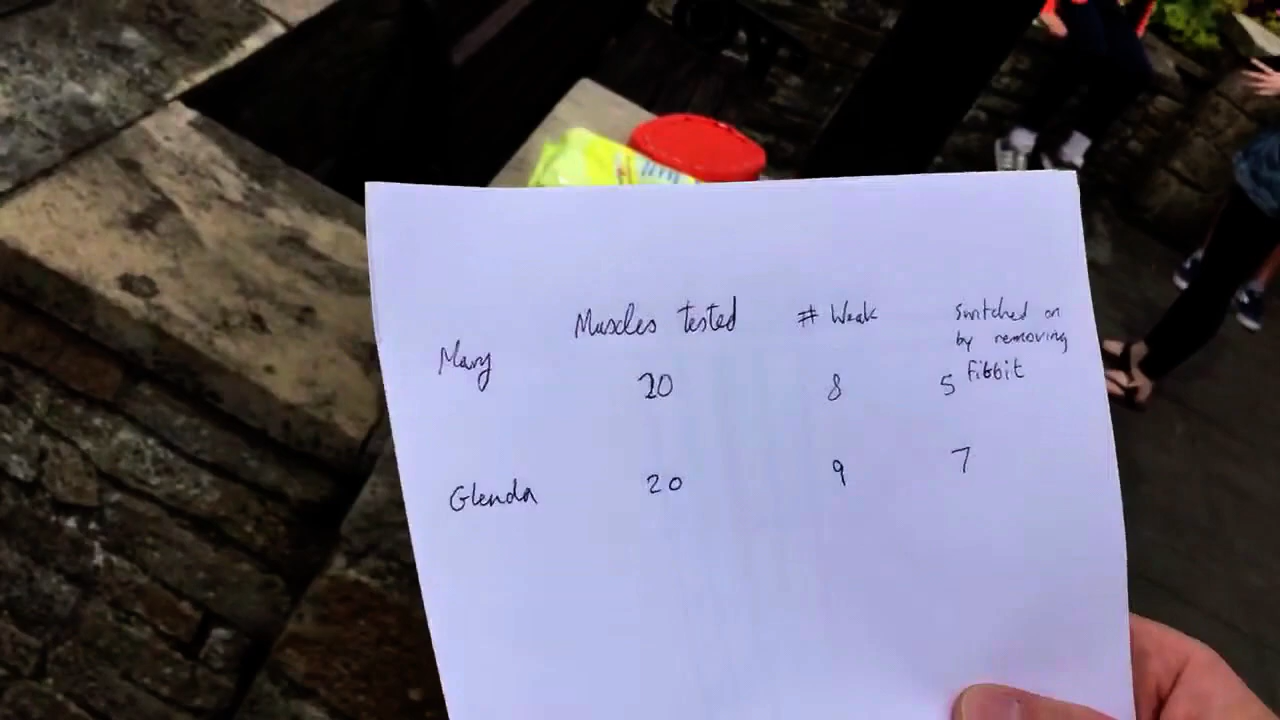 Muscles tested # Weak Switched on
by removing
fitbit
Mary 20 8 5
Glenda 20 9 7